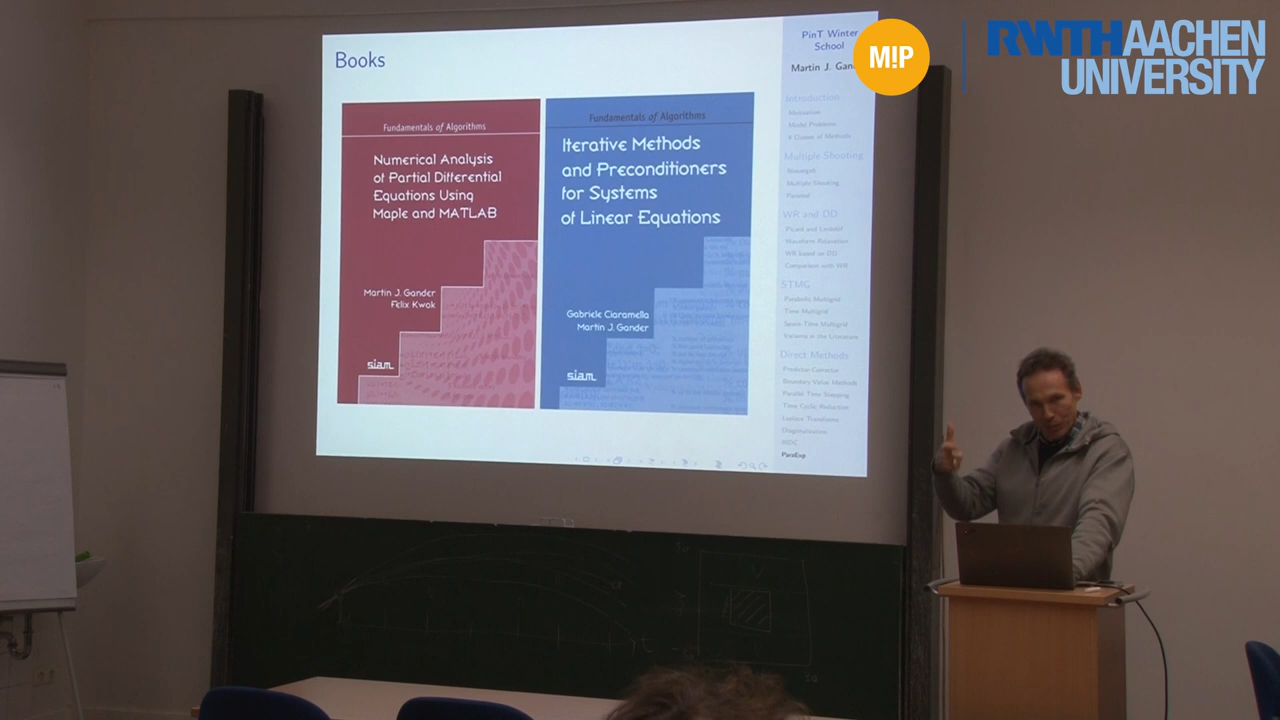 Books
Fundamentals of Algorithms
Numerical Analysis
of Partial Differential
Equations Using
Maple and MATLAB
Martin J. Gander
Felix Kwok
siam
Fundamentals of Algorithms
Iterative Methods
and Preconditioners
for Systems
of Linear Equations
Gabriele Ciaramella
Martin J. Gander
siam
PinT Winter
School
Martin J. Gan
Introduction
Motivation
Model Problems
4 Classes of Methods
Multiple Shooting
Multiple Shooting
Parareal
WR and DD
Picard and Lindelöf
Waveform Relaxation
WR based on DD
Comparison with WR
STMG
Parabolic Multigrid
Time Multigrid
Space-Time Multigrid
Variants in the Literature
Direct Methods
Predictor-Corrector
Boundary Value Methods
Parallel Time Stepping
Time Cyclic Reduction
Laplace Transforms
Diagonalization
RIDC
ParaExp
M!P
RWTHAACHEN
UNIVERSITY
t